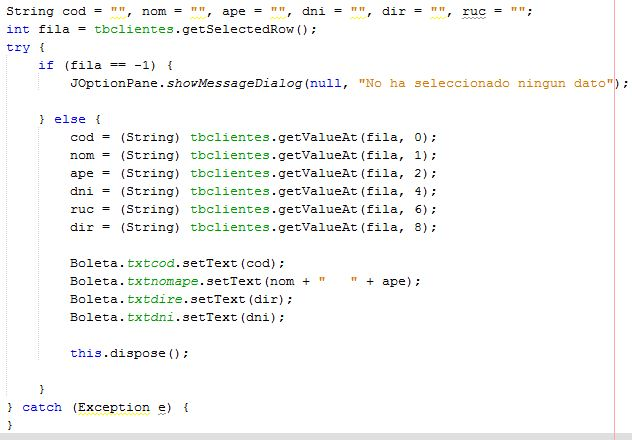 String cod = "", nom = "", ape = "", dni = "", dir = "", ruc = "";
int fila = tbclientes.getSelectedRow();
try {
    if (fila == -1) {
        JOptionPane.showMessageDialog(null, "No ha seleccionado ningun dato");

    } else {
        cod = (String) tbclientes.getValueAt(fila, 0);
        nom = (String) tbclientes.getValueAt(fila, 1);
        ape = (String) tbclientes.getValueAt(fila, 2);
        dni = (String) tbclientes.getValueAt(fila, 4);
        ruc = (String) tbclientes.getValueAt(fila, 6);
        dir = (String) tbclientes.getValueAt(fila, 8);

        Boleta.txtcod.setText(cod);
        Boleta.txtnomape.setText(nom + "   " + ape);
        Boleta.txtdire.setText(dir);
        Boleta.txtdni.setText(dni);

        this.dispose();

    }
} catch (Exception e) {
}